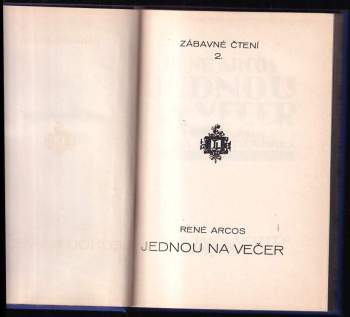 ZÁBAVNÉ ČTENÍ
2.
RENÉ ARCOS
JEDNOU NA VEČER